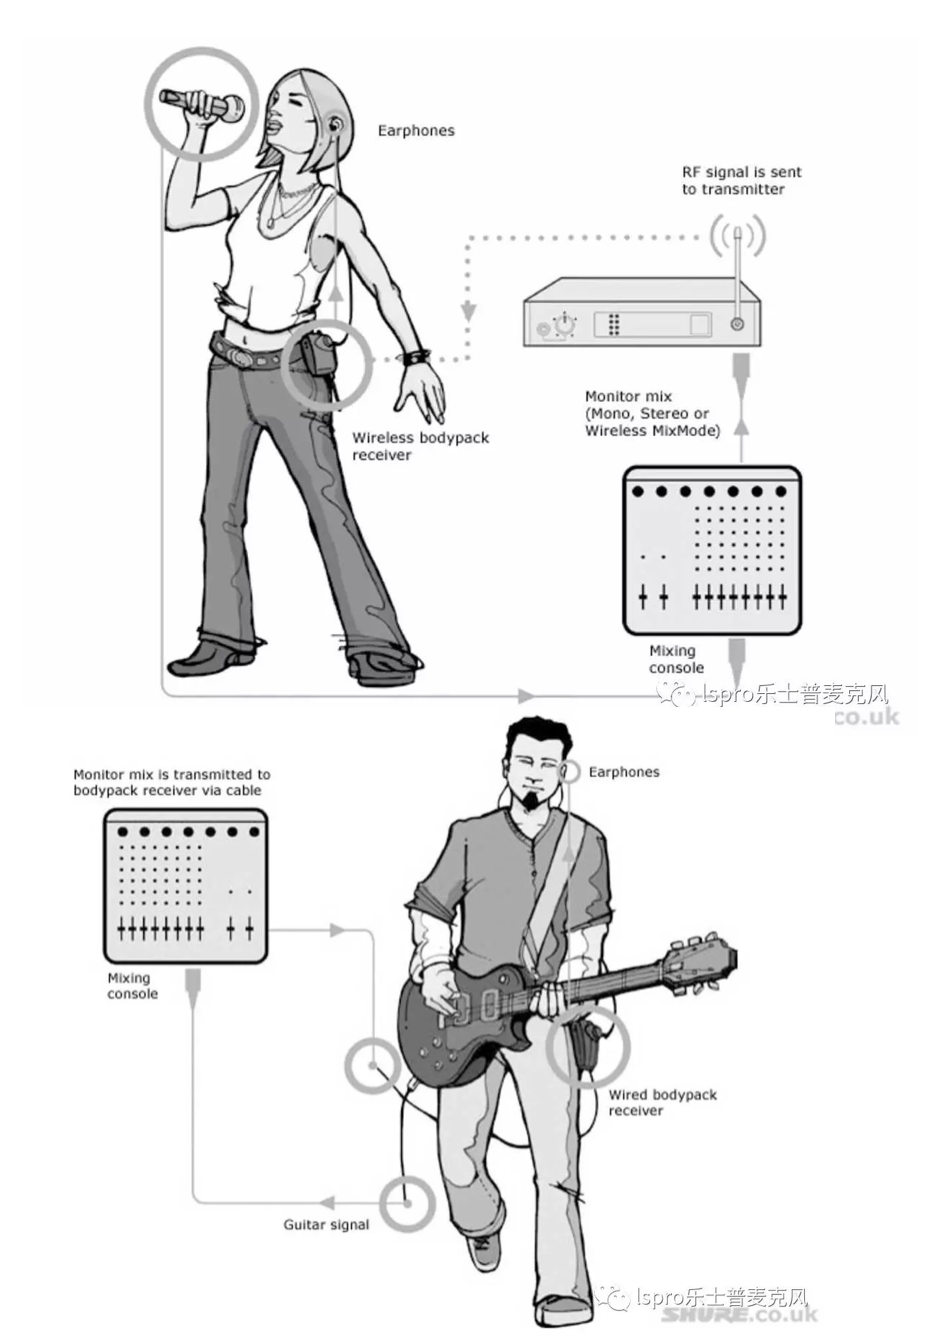 Earphones
RF signal is sent
to transmitter
Monitor mix
(Mono, Stereo or
Wireless MixMode)
Wireless bodypack
receiver
Mixing
console
lspro乐士普麦克风
co.uk
Monitor mix is transmitted to
bodypack receiver via cable
Earphones
Mixing
console
Wired bodypack
receiver
Guitar signal
lspro乐士普麦克风
SHURE.co.uk